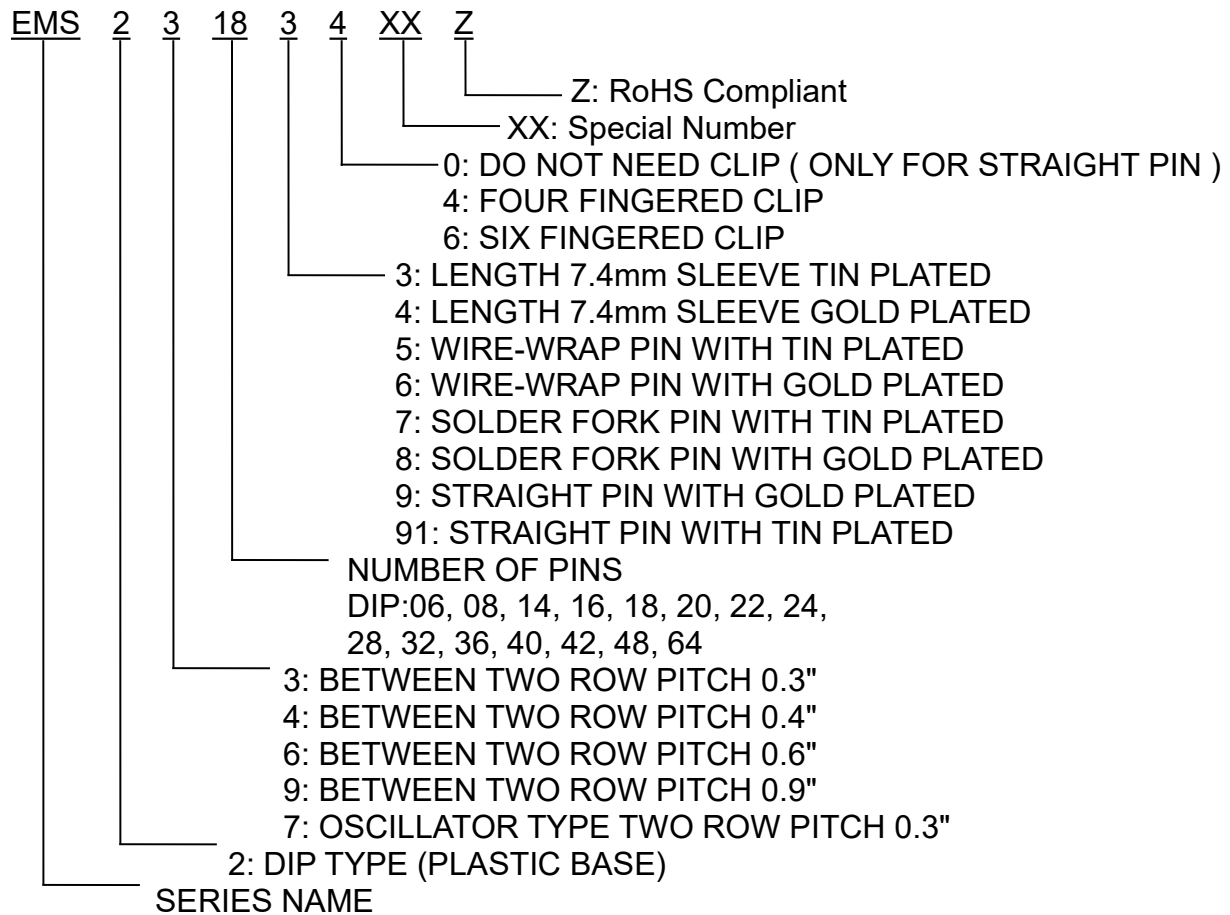 EMS 2 3 18 3 4 XX Z
Z: RoHS Compliant
XX: Special Number
0: DO NOT NEED CLIP ( ONLY FOR STRAIGHT PIN )
4: FOUR FINGERED CLIP
6: SIX FINGERED CLIP
3: LENGTH 7.4mm SLEEVE TIN PLATED
4: LENGTH 7.4mm SLEEVE GOLD PLATED
5: WIRE-WRAP PIN WITH TIN PLATED
6: WIRE-WRAP PIN WITH GOLD PLATED
7: SOLDER FORK PIN WITH TIN PLATED
8: SOLDER FORK PIN WITH GOLD PLATED
9: STRAIGHT PIN WITH GOLD PLATED
91: STRAIGHT PIN WITH TIN PLATED
NUMBER OF PINS
DIP:06, 08, 14, 16, 18, 20, 22, 24,
28, 32, 36, 40, 42, 48, 64
3: BETWEEN TWO ROW PITCH 0.3"
4: BETWEEN TWO ROW PITCH 0.4"
6: BETWEEN TWO ROW PITCH 0.6"
9: BETWEEN TWO ROW PITCH 0.9"
7: OSCILLATOR TYPE TWO ROW PITCH 0.3"
2: DIP TYPE (PLASTIC BASE)
SERIES NAME